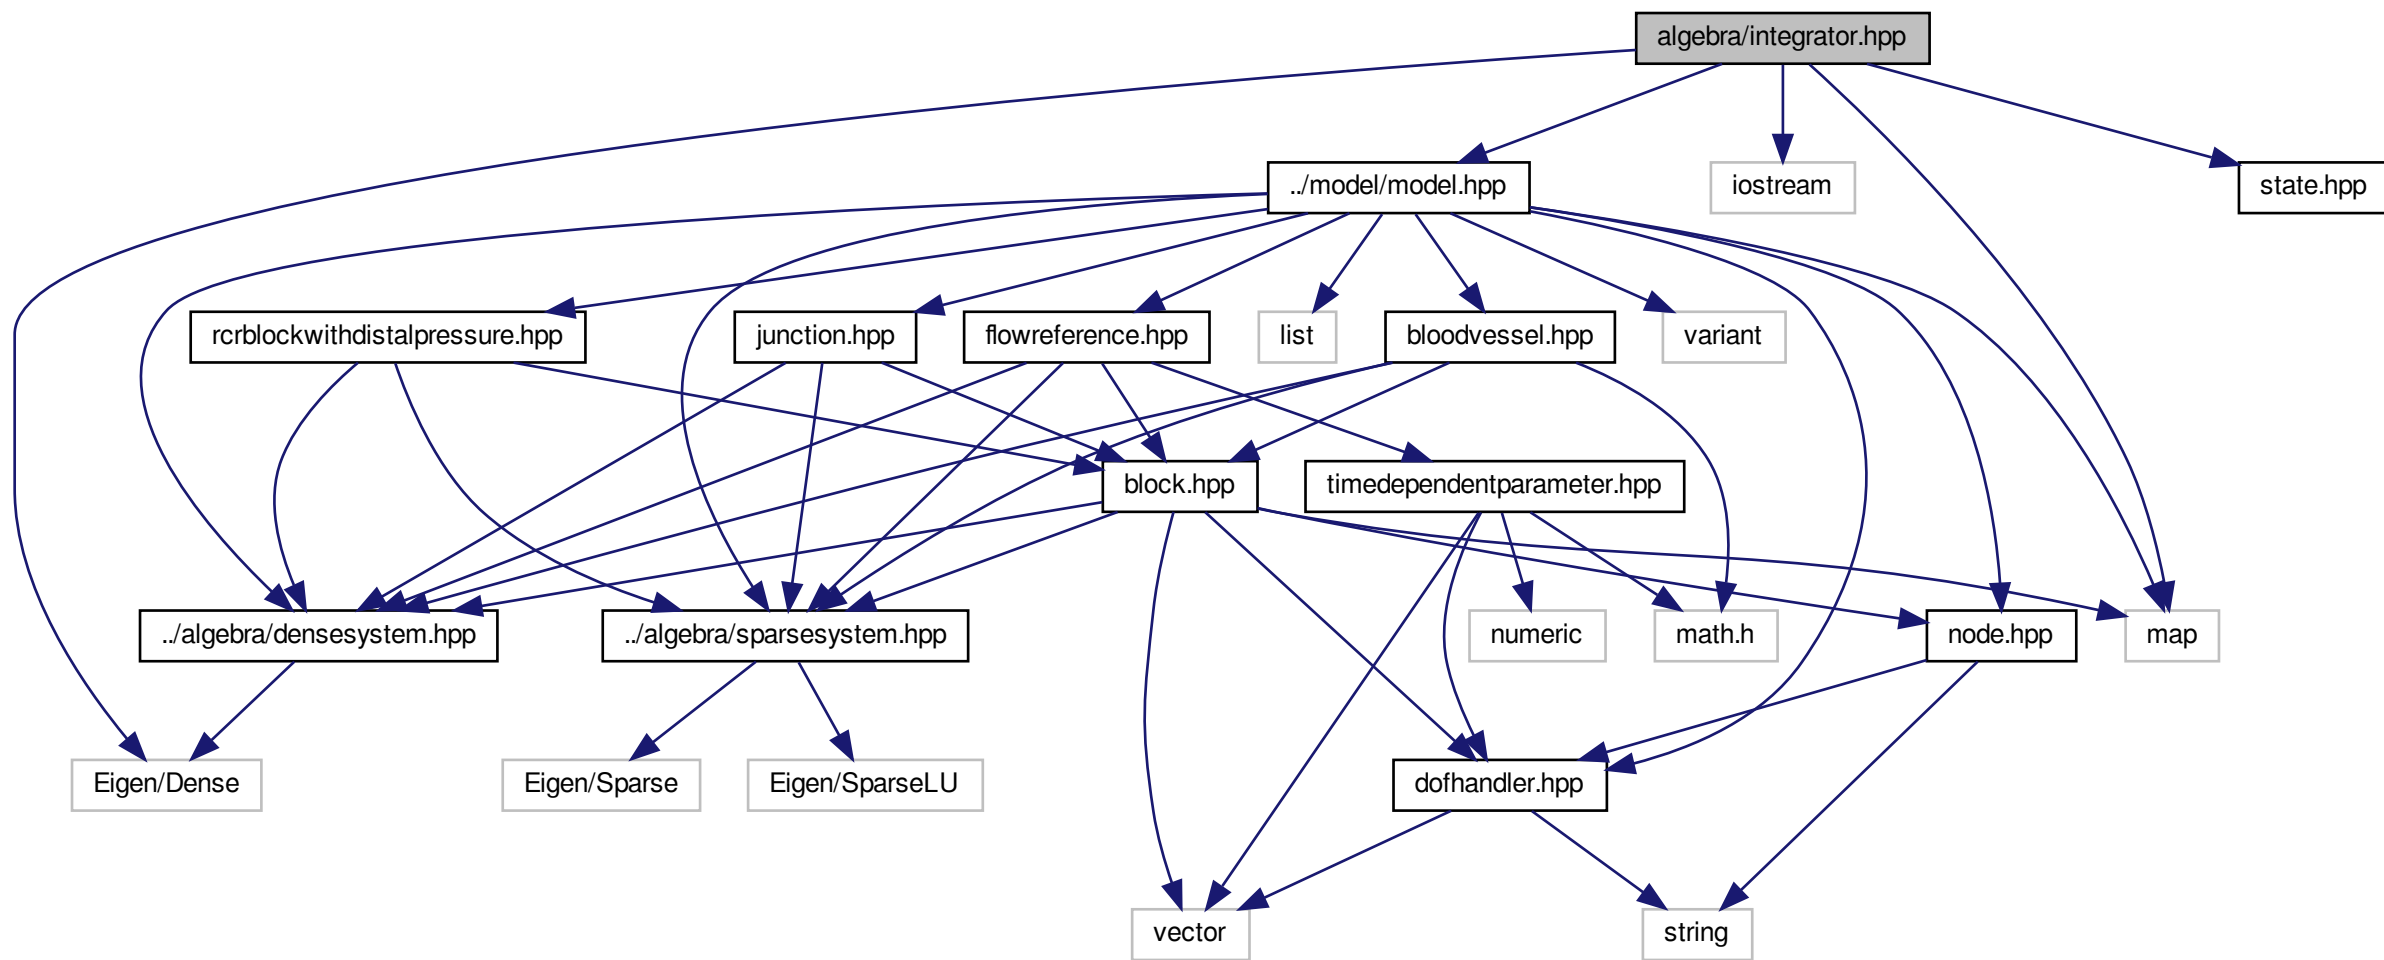 algebra/integrator.hpp
../model/model.hpp
iostream
state.hpp
rcrblockwithdistalpressure.hpp
junction.hpp
flowreference.hpp
list
bloodvessel.hpp
variant
block.hpp
timedependentparameter.hpp
../algebra/densesystem.hpp
../algebra/sparsesystem.hpp
numeric
math.h
node.hpp
map
Eigen/Dense
Eigen/Sparse
Eigen/SparseLU
dofhandler.hpp
vector
string